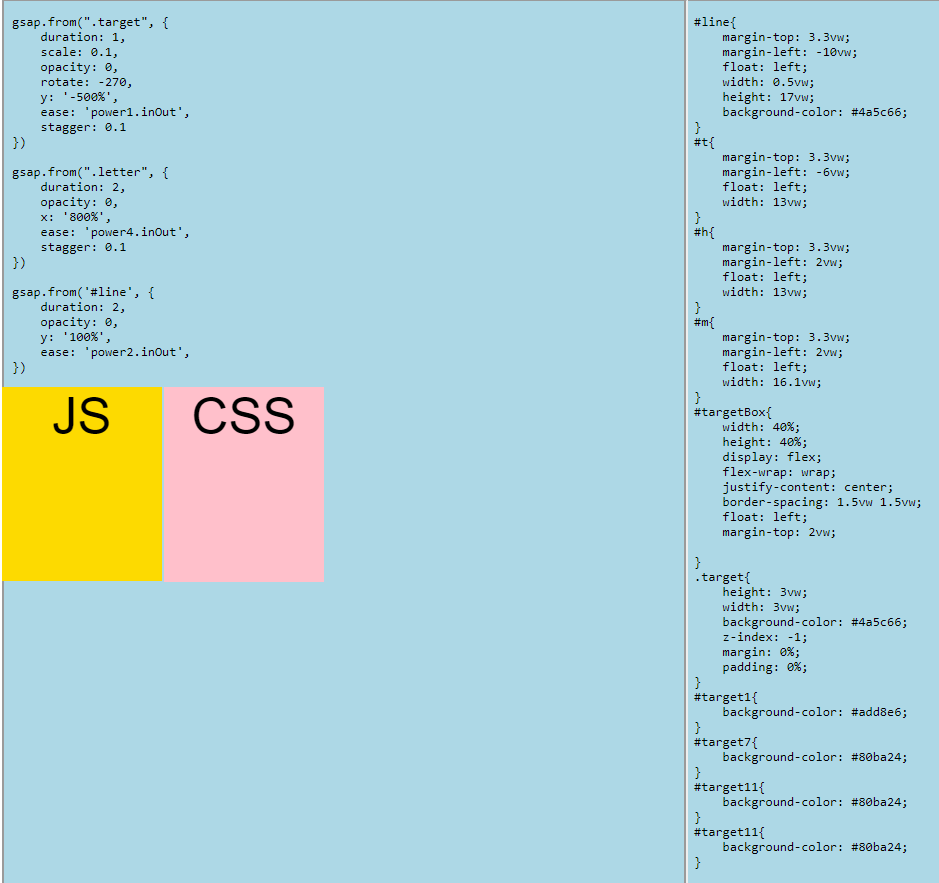 gsap.from(".target", {
    duration: 1,
    scale: 0.1,
    opacity: 0,
    rotate: -270,
    y: '-500%',
    ease: 'power1.inOut',
    stagger: 0.1
})

gsap.from(".letter", {
    duration: 2,
    opacity: 0,
    x: '800%',
    ease: 'power4.inOut',
    stagger: 0.1
})

gsap.from('#line', {
    duration: 2,
    opacity: 0,
    y: '100%',
    ease: 'power2.inOut',
})
JS
CSS
#line{
    margin-top: 3.3vw;
    margin-left: -10vw;
    float: left;
    width: 0.5vw;
    height: 17vw;
    background-color: #4a5c66;
}
#t{
    margin-top: 3.3vw;
    margin-left: -6vw;
    float: left;
    width: 13vw;
}
#h{
    margin-top: 3.3vw;
    margin-left: 2vw;
    float: left;
    width: 13vw;
}
#m{
    margin-top: 3.3vw;
    margin-left: 2vw;
    float: left;
    width: 16.1vw;
}
#targetBox{
    width: 40%;
    height: 40%;
    display: flex;
    flex-wrap: wrap;
    justify-content: center;
    border-spacing: 1.5vw 1.5vw;
    float: left;
    margin-top: 2vw;

}
.target{
    height: 3vw;
    width: 3vw;
    background-color: #4a5c66;
    z-index: -1;
    margin: 0%;
    padding: 0%;
}
#target1{
    background-color: #add8e6;
}
#target7{
    background-color: #80ba24;
}
#target11{
    background-color: #80ba24;
}
#target11{
    background-color: #80ba24;
}